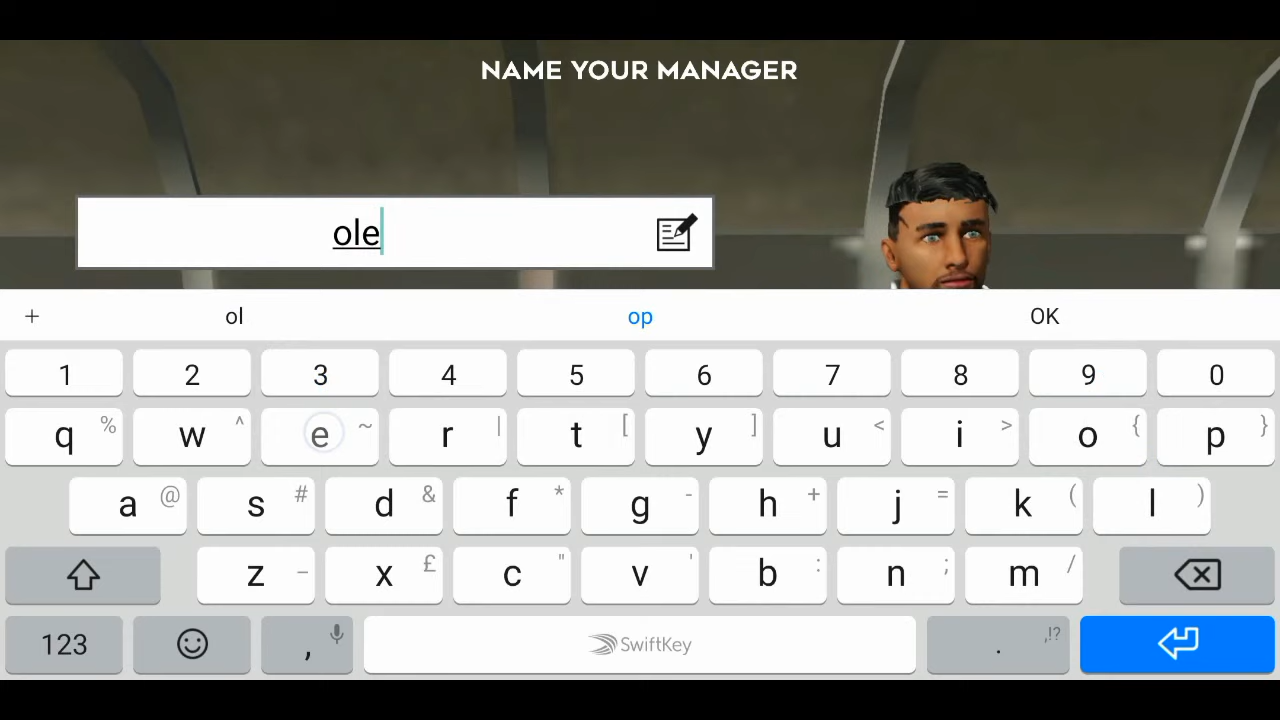 NAME YOUR MANAGER
ole
+ ol op OK
1 2 3 4 5 6 7 8 9 0
q % w ^ e ~ r | t [ y ] u < i > o { p }
a @ s # d & f * g - h + j = k ( l )
z _ x £ c " v ' b : n ; m /
123 , SwiftKey . ,!?